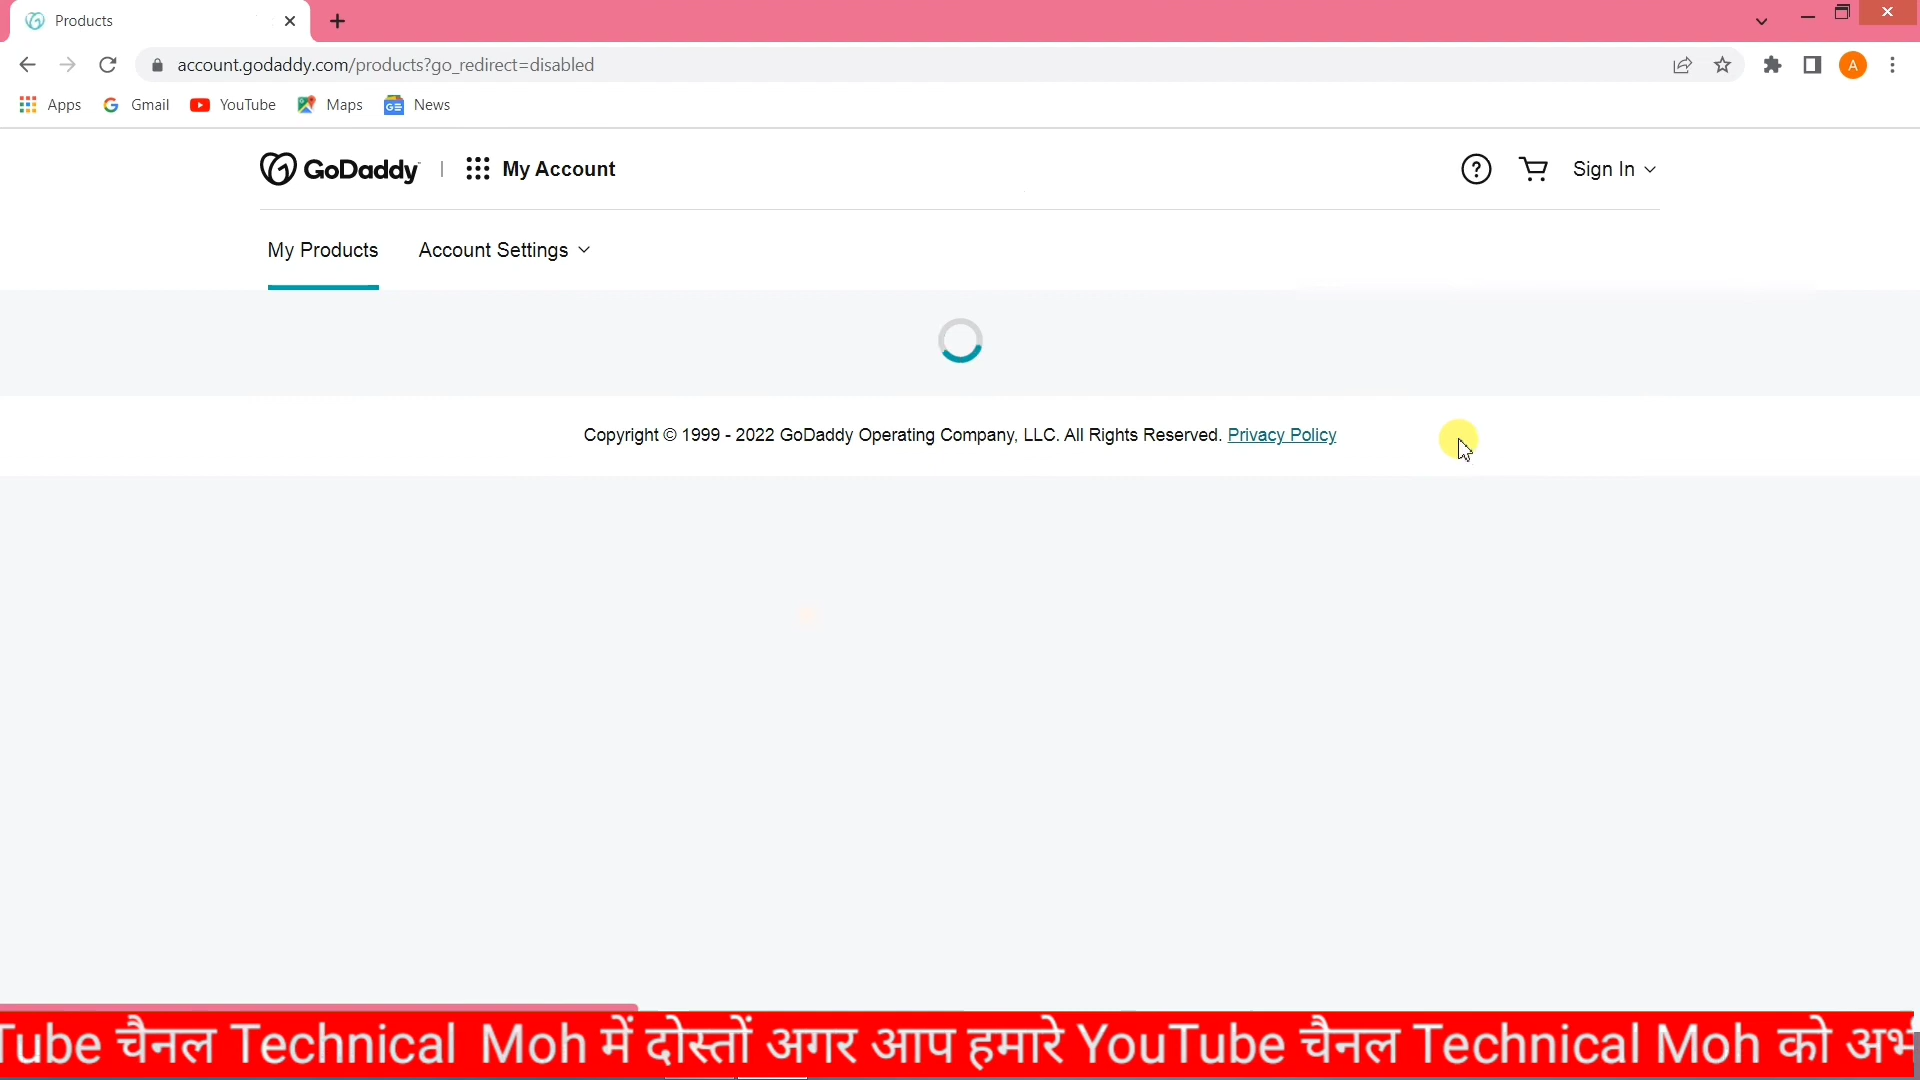 Products
account.godaddy.com/products?go_redirect=disabled
A
Apps Gmail YouTube Maps News
GoDaddy | My Account Sign In
My Products Account Settings
Copyright © 1999 - 2022 GoDaddy Operating Company, LLC. All Rights Reserved. Privacy Policy
Tube चैनल Technical Moh में दोस्तों अगर आप हमारे YouTube चैनल Technical Moh को